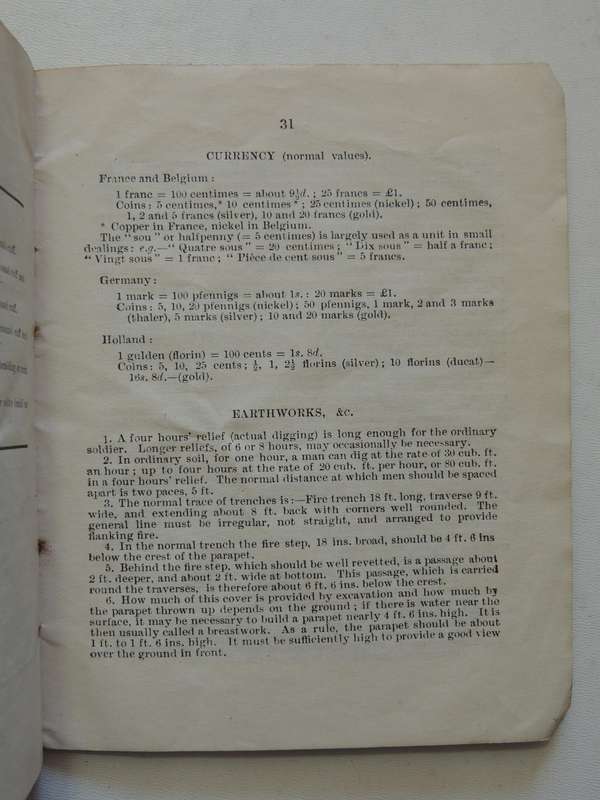 31
CURRENCY (normal values).
France and Belgium :
1 franc = 100 centimes = about 9½d. ; 25 francs = £1.
Coins : 5 centimes,* 10 centimes * ; 25 centimes (nickel) ; 50 centimes,
1, 2 and 5 francs (silver), 10 and 20 francs (gold).
* Copper in France, nickel in Belgium.
The "sou" or halfpenny (= 5 centimes) is largely used as a unit in small
dealings : e.g.—"Quatre sous" = 20 centimes ; "Dix sous" = half a franc ;
"Vingt sous" = 1 franc ; "Pièce de cent sous" = 5 francs.
Germany :
1 mark = 100 pfennigs = about 1s. : 20 marks = £1.
Coins : 5, 10, 20 pfennigs (nickel) ; 50 pfennigs, 1 mark, 2 and 3 marks
(thaler), 5 marks (silver) ; 10 and 20 marks (gold).
Holland :
1 gulden (florin) = 100 cents = 1s. 8d.
Coins : 5, 10, 25 cents ; ½, 1, 2½ florins (silver) ; 10 florins (ducat)—
16s. 8d.—(gold).
EARTHWORKS, &c.
1. A four hours' relief (actual digging) is long enough for the ordinary
soldier. Longer reliefs, of 6 or 8 hours, may occasionally be necessary.
2. In ordinary soil, for one hour, a man can dig at the rate of 30 cub. ft.
an hour ; up to four hours at the rate of 20 cub. ft. per hour, or 80 cub. ft.
in a four hours' relief. The normal distance at which men should be spaced
apart is two paces, 5 ft.
3. The normal trace of trenches is :—Fire trench 18 ft. long, traverse 9 ft.
wide, and extending about 8 ft. back with corners well rounded. The
general line must be irregular, not straight, and arranged to provide
flanking fire.
4. In the normal trench the fire step, 18 ins. broad, should be 4 ft. 6 ins
below the crest of the parapet.
5. Behind the fire step, which should be well revetted, is a passage about
2 ft. deeper, and about 2 ft. wide at bottom. This passage, which is carried
round the traverses, is therefore about 6 ft. 6 ins. below the crest.
6. How much of this cover is provided by excavation and how much by
the parapet thrown up depends on the ground ; if there is water near the
surface, it may be necessary to build a parapet nearly 4 ft. 6 ins. high. It is
then usually called a breastwork. As a rule, the parapet should be about
1 ft. to 1 ft. 6 ins. high. It must be sufficiently high to provide a good view
over the ground in front.